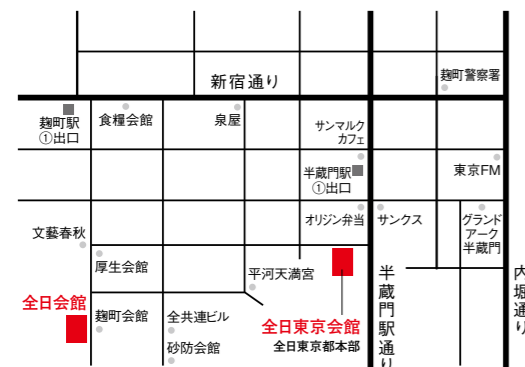 新宿通り
麹町警察署
麹町駅
①出口
食糧会館
泉屋
サンマルク
カフェ
半蔵門駅
①出口
東京FM
オリジン弁当
サンクス
グランド
アーク
半蔵門
文藝春秋
厚生会館
平河天満宮
半蔵門駅通り
内堀通り
全日会館
麹町会館
全共連ビル
砂防会館
全日東京会館
全日東京都本部